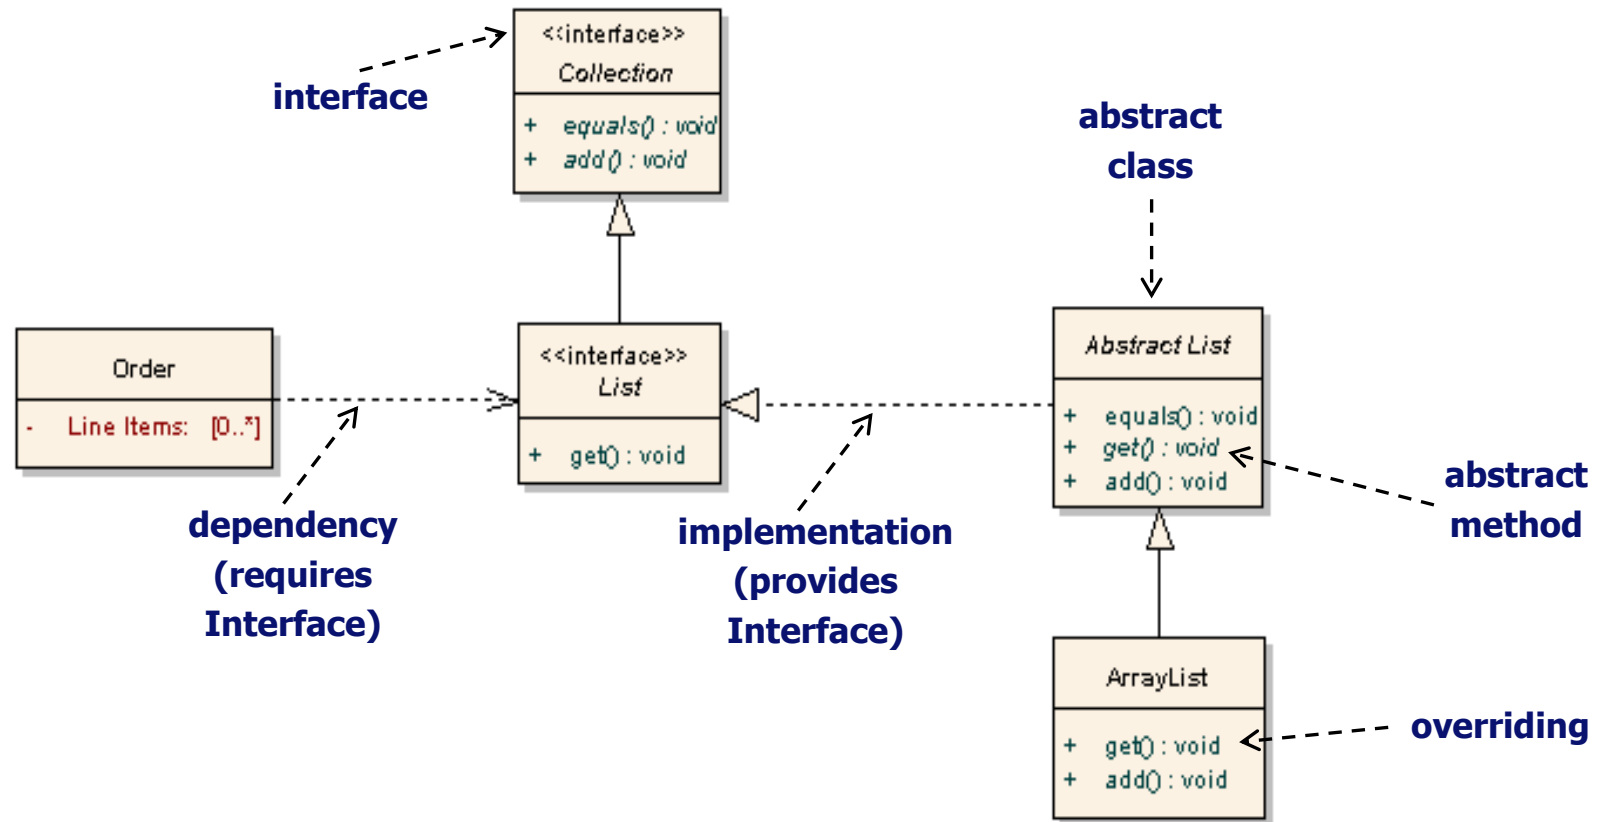 <<interface>>
Collection
+ equals() : void
+ add() : void
interface
abstract
class
Order
- Line Items: [0..*]
<<interface>>
List
+ get() : void
Abstract List
+ equals() : void
+ get() : void
+ add() : void
dependency
(requires
Interface)
implementation
(provides
Interface)
abstract
method
ArrayList
+ get() : void
+ add() : void
overriding